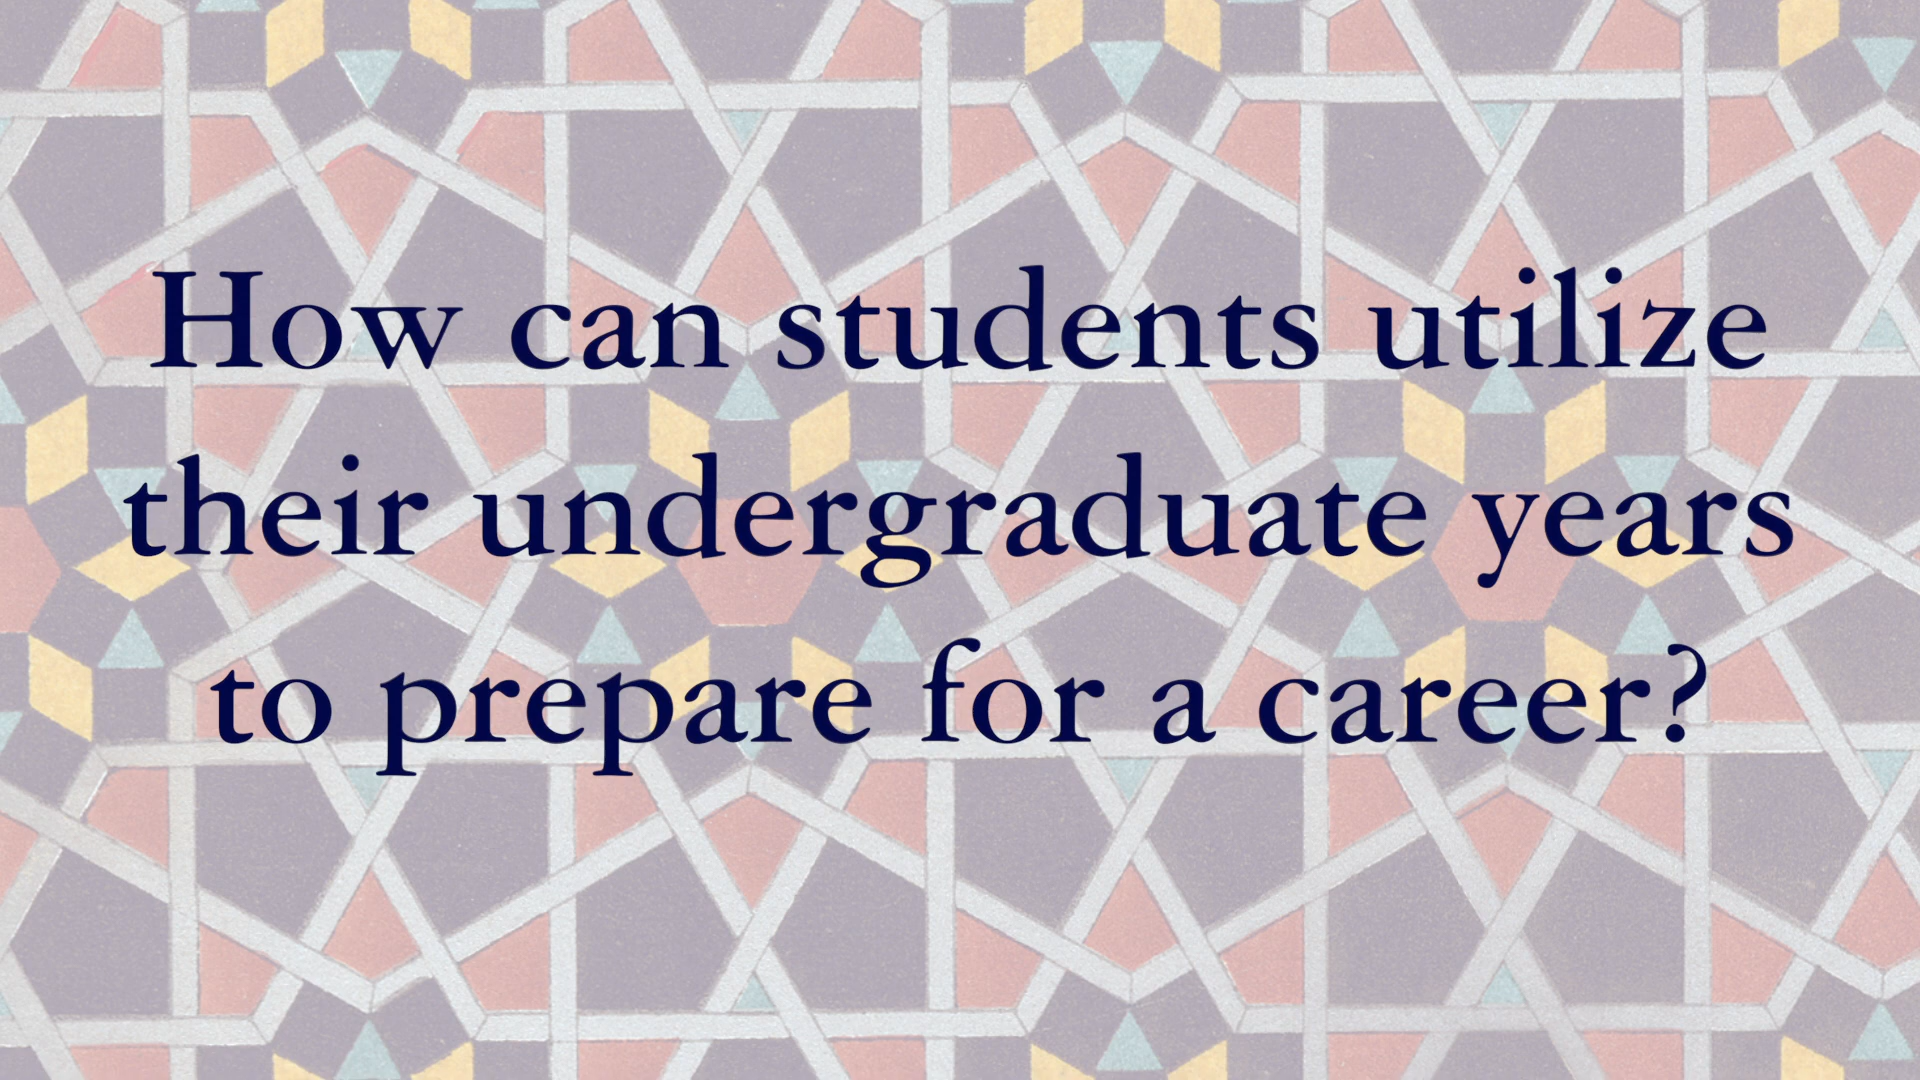 How can students utilize
their undergraduate years
to prepare for a career?